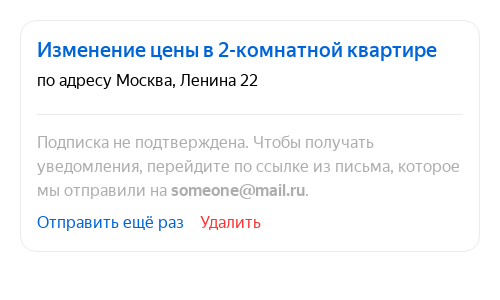 Изменение цены в 2-комнатной квартире
по адресу Москва, Ленина 22
Подписка не подтверждена. Чтобы получать
уведомления, перейдите по ссылке из письма, которое
мы отправили на someone@mail.ru.
Отправить ещё раз Удалить